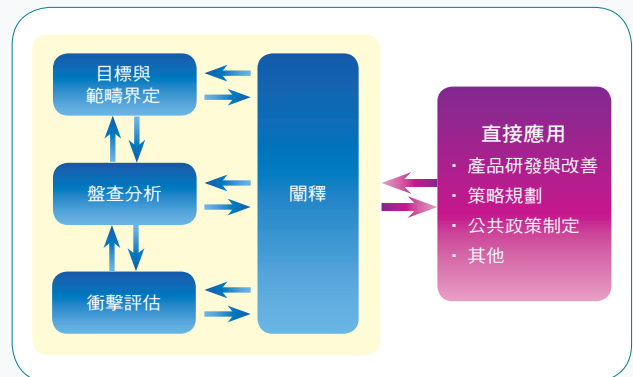 目標與
範疇界定
盤查分析
衝擊評估
闡釋
直接應用
· 產品研發與改善
· 策略規劃
· 公共政策制定
· 其他